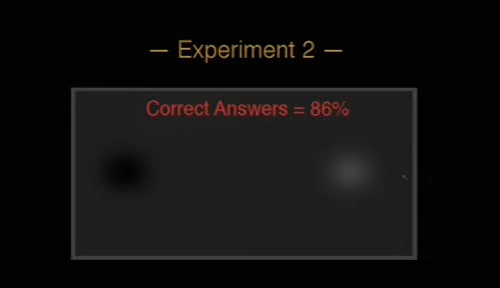 — Experiment 2 —
Correct Answers = 86%